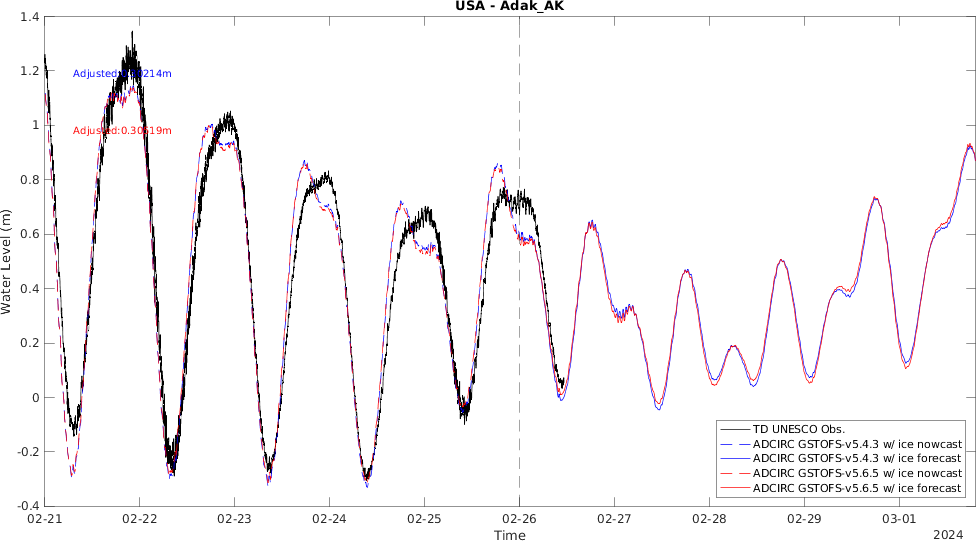 USA - Adak_AK
1.4
1.2
1
0.8
0.6
0.4
0.2
0
-0.2
-0.4
Water Level (m)
Adjusted:
Adjusted:0.30519m
TD UNESCO Obs.
ADCIRC GSTOFS-v5.4.3 w/ ice nowcast
ADCIRC GSTOFS-v5.4.3 w/ ice forecast
ADCIRC GSTOFS-v5.6.5 w/ ice nowcast
ADCIRC GSTOFS-v5.6.5 w/ ice forecast
02-21 02-22 02-23 02-24 02-25 02-26 02-27 02-28 02-29 03-01
Time
2024